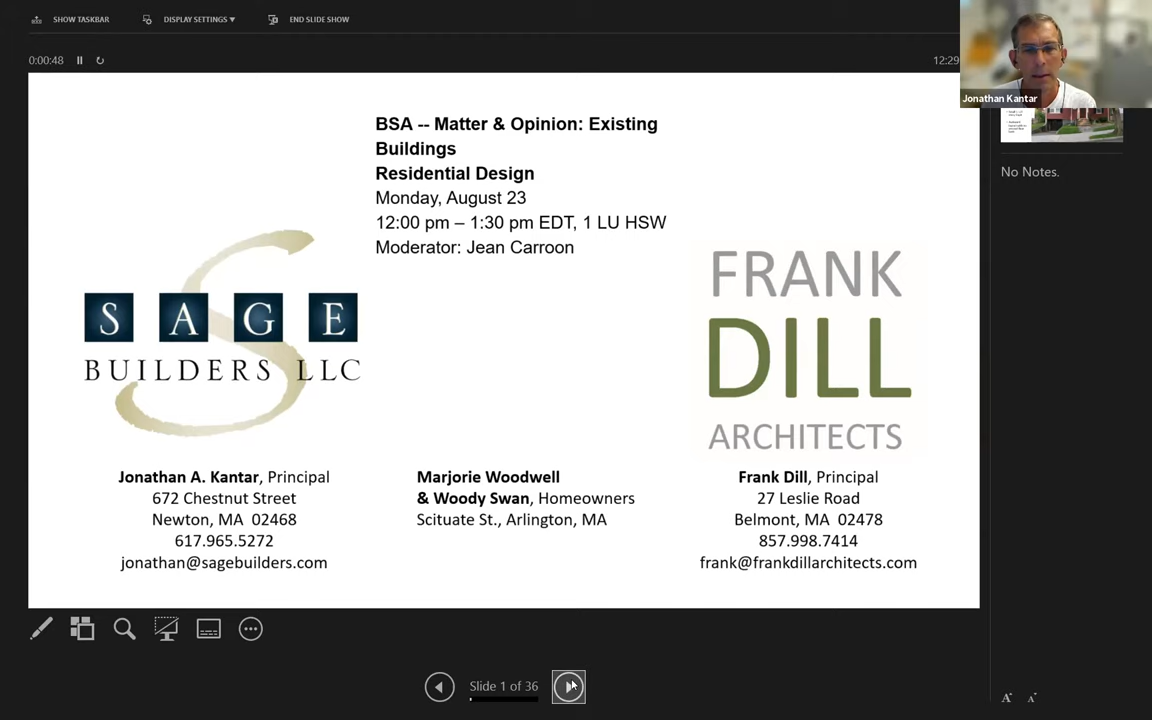 SHOW TASKBAR
DISPLAY SETTINGS ▾
END SLIDE SHOW
0:00:48
12:29
Jonathan Kantar
No Notes.
BSA -- Matter & Opinion: Existing
Buildings
Residential Design
Monday, August 23
12:00 pm – 1:30 pm EDT, 1 LU HSW
Moderator: Jean Carroon
S
SAGE
BUILDERS LLC
FRANK
DILL
ARCHITECTS
Jonathan A. Kantar, Principal
672 Chestnut Street
Newton, MA 02468
617.965.5272
jonathan@sagebuilders.com
Marjorie Woodwell
& Woody Swan, Homeowners
Scituate St., Arlington, MA
Frank Dill, Principal
27 Leslie Road
Belmont, MA 02478
857.998.7414
frank@frankdillarchitects.com
Slide 1 of 36
A A